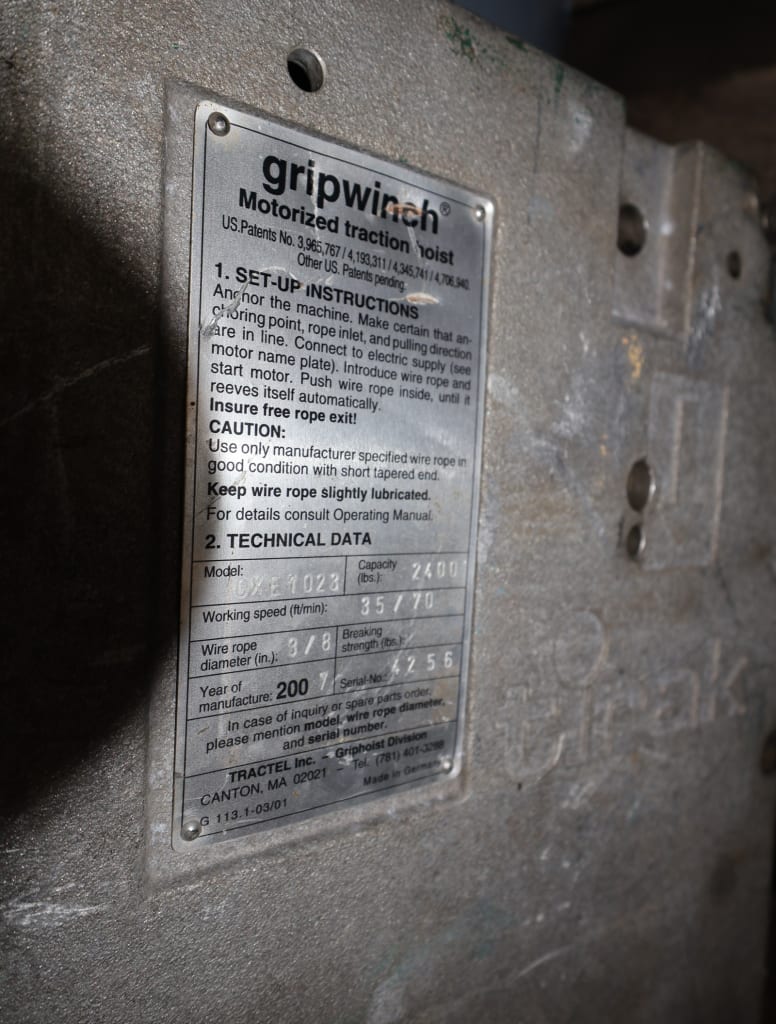 gripwinch®
Motorized traction hoist
US.Patents No. 3,965,767 / 4,193,311 / 4,345,741 / 4,706,940.
Other US. Patents pending.
1. SET-UP INSTRUCTIONS
Anchor the machine. Make certain that an-
choring point, rope inlet, and pulling direction
are in line. Connect to electric supply (see
motor name plate). Introduce wire rope and
start motor. Push wire rope inside, until it
reeves itself automatically.
Insure free rope exit!
CAUTION:
Use only manufacturer specified wire rope in
good condition with short tapered end.
Keep wire rope slightly lubricated.
For details consult Operating Manual.
2. TECHNICAL DATA
Model: 1023 Capacity (lbs.): 2400
Working speed (ft/min): 35/70
Wire rope diameter (in.): 3/8 Breaking strength (lbs.):
Year of manufacture: 2007 Serial-No.: 4256
In case of inquiry or spare parts order,
please mention model, wire rope diameter,
and serial number.
TRACTEL Inc. – Griphoist Division
CANTON, MA 02021 – Tel. (781) 401-3288
G 113.1-03/01 Made in Germany